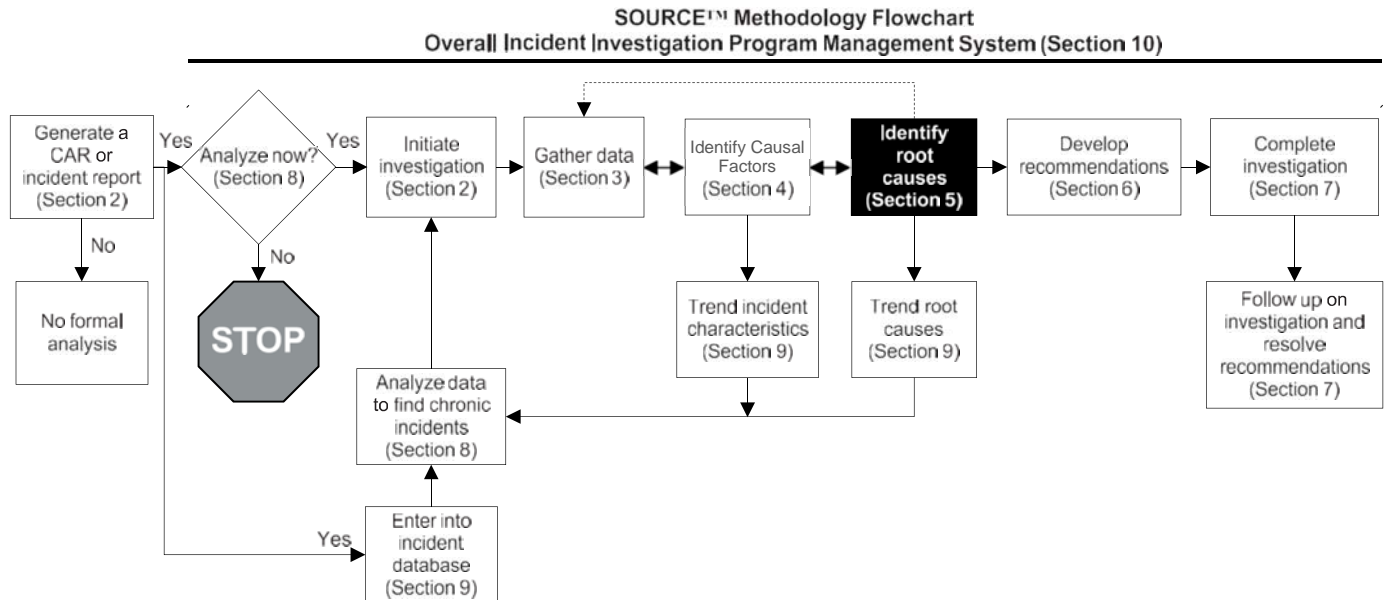 SOURCE™ Methodology Flowchart
Overall Incident Investigation Program Management System (Section 10)
Generate a
CAR or
incident report
(Section 2)
Yes
Analyze now?
(Section 8)
Yes
Initiate
investigation
(Section 2)
Gather data
(Section 3)
Identify Causal
Factors
(Section 4)
Identify
root
causes
(Section 5)
Develop
recommendations
(Section 6)
Complete
investigation
(Section 7)
No
No
No formal
analysis
STOP
Trend incident
characteristics
(Section 9)
Trend root
causes
(Section 9)
Follow up on
investigation and
resolve
recommendations
(Section 7)
Analyze data
to find chronic
incidents
(Section 8)
Yes
Enter into
incident
database
(Section 9)